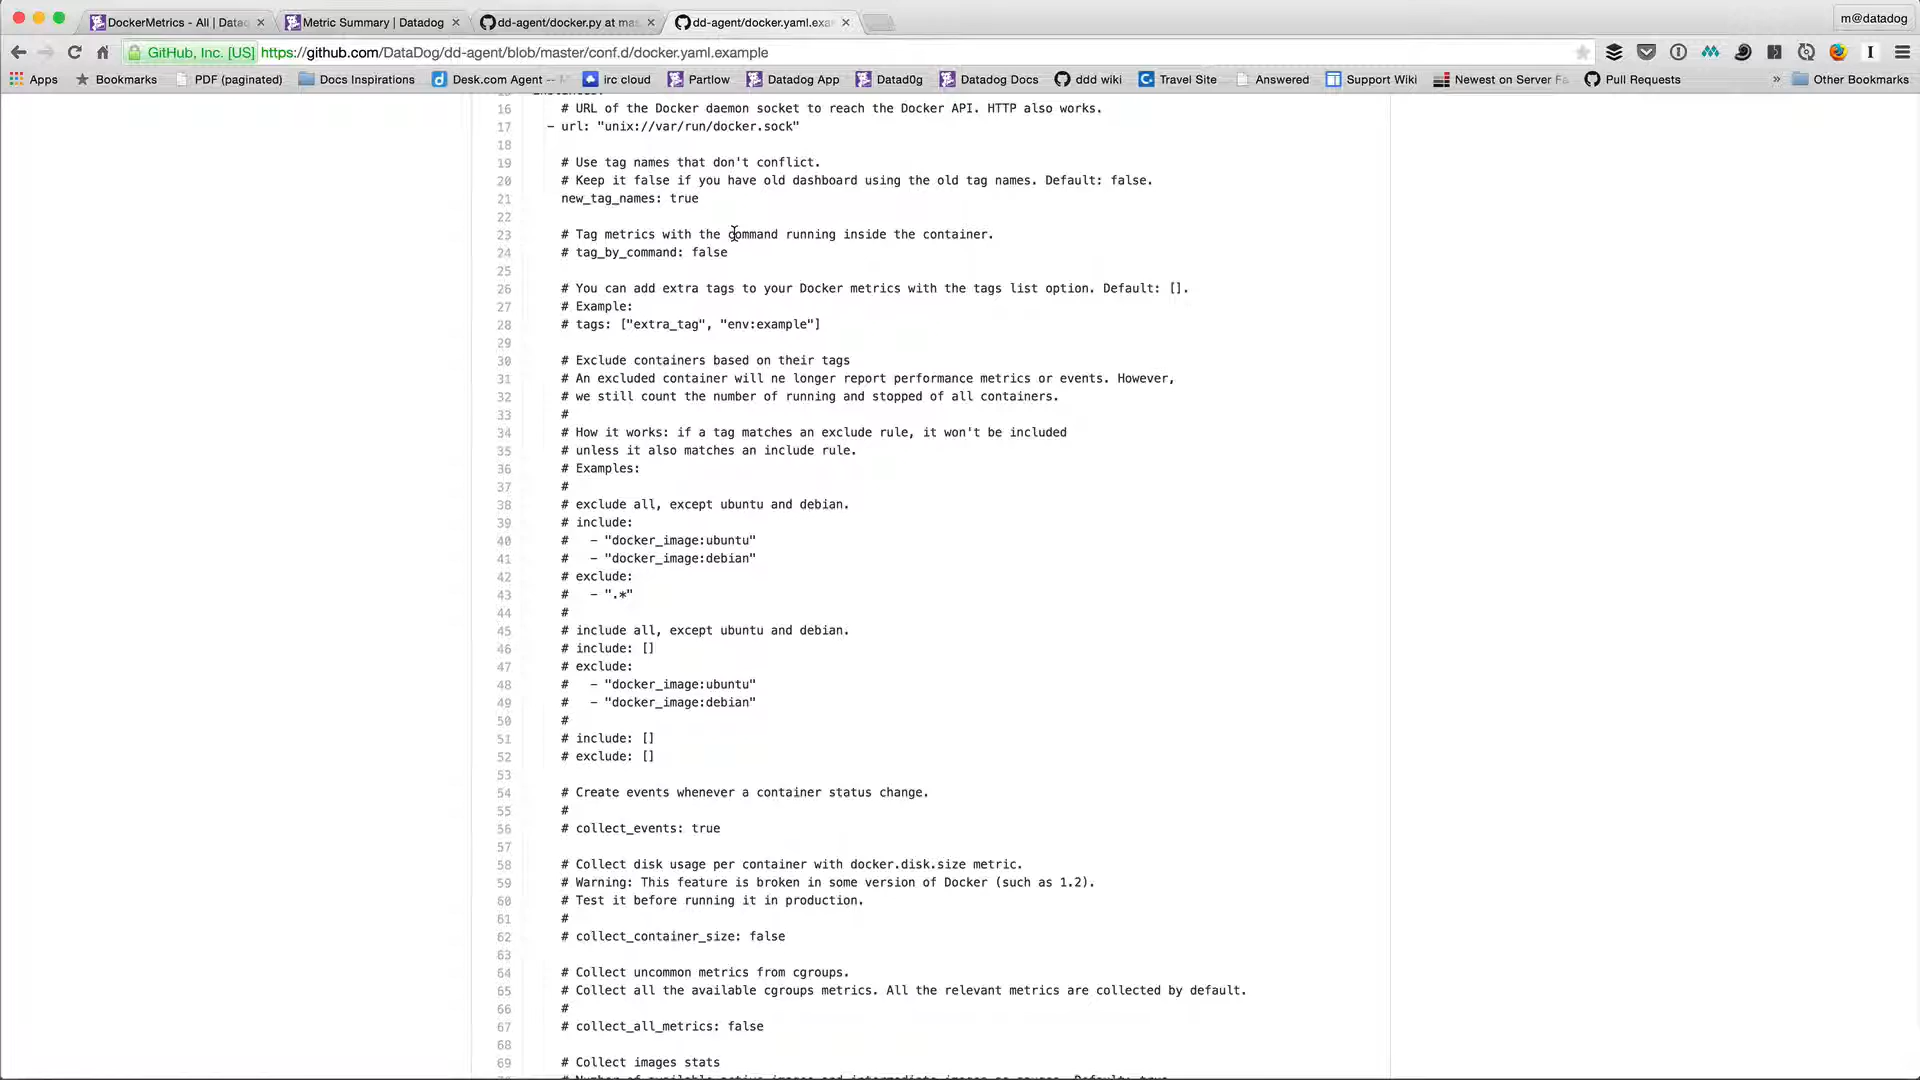 DockerMetrics - All | Datad
Metric Summary | Datadog
dd-agent/docker.py at mas
dd-agent/docker.yaml.exa
m@datadog
GitHub, Inc. [US] https://github.com/DataDog/dd-agent/blob/master/conf.d/docker.yaml.example
Apps Bookmarks PDF (paginated) Docs Inspirations Desk.com Agent irc cloud Partlow Datadog App Datad0g Datadog Docs ddd wiki Travel Site Answered Support Wiki Newest on Server Fa Pull Requests » Other Bookmarks
16 # URL of the Docker daemon socket to reach the Docker API. HTTP also works.
17 - url: "unix://var/run/docker.sock"
18
19 # Use tag names that don't conflict.
20 # Keep it false if you have old dashboard using the old tag names. Default: false.
21 new_tag_names: true
22
23 # Tag metrics with the command running inside the container.
24 # tag_by_command: false
25
26 # You can add extra tags to your Docker metrics with the tags list option. Default: [].
27 # Example:
28 # tags: ["extra_tag", "env:example"]
29
30 # Exclude containers based on their tags
31 # An excluded container will ne longer report performance metrics or events. However,
32 # we still count the number of running and stopped of all containers.
33 #
34 # How it works: if a tag matches an exclude rule, it won't be included
35 # unless it also matches an include rule.
36 # Examples:
37 #
38 # exclude all, except ubuntu and debian.
39 # include:
40 #   - "docker_image:ubuntu"
41 #   - "docker_image:debian"
42 # exclude:
43 #   - ".*"
44 #
45 # include all, except ubuntu and debian.
46 # include: []
47 # exclude:
48 #   - "docker_image:ubuntu"
49 #   - "docker_image:debian"
50 #
51 # include: []
52 # exclude: []
53
54 # Create events whenever a container status change.
55 #
56 # collect_events: true
57
58 # Collect disk usage per container with docker.disk.size metric.
59 # Warning: This feature is broken in some version of Docker (such as 1.2).
60 # Test it before running it in production.
61 #
62 # collect_container_size: false
63
64 # Collect uncommon metrics from cgroups.
65 # Collect all the available cgroups metrics. All the relevant metrics are collected by default.
66 #
67 # collect_all_metrics: false
68
69 # Collect images stats